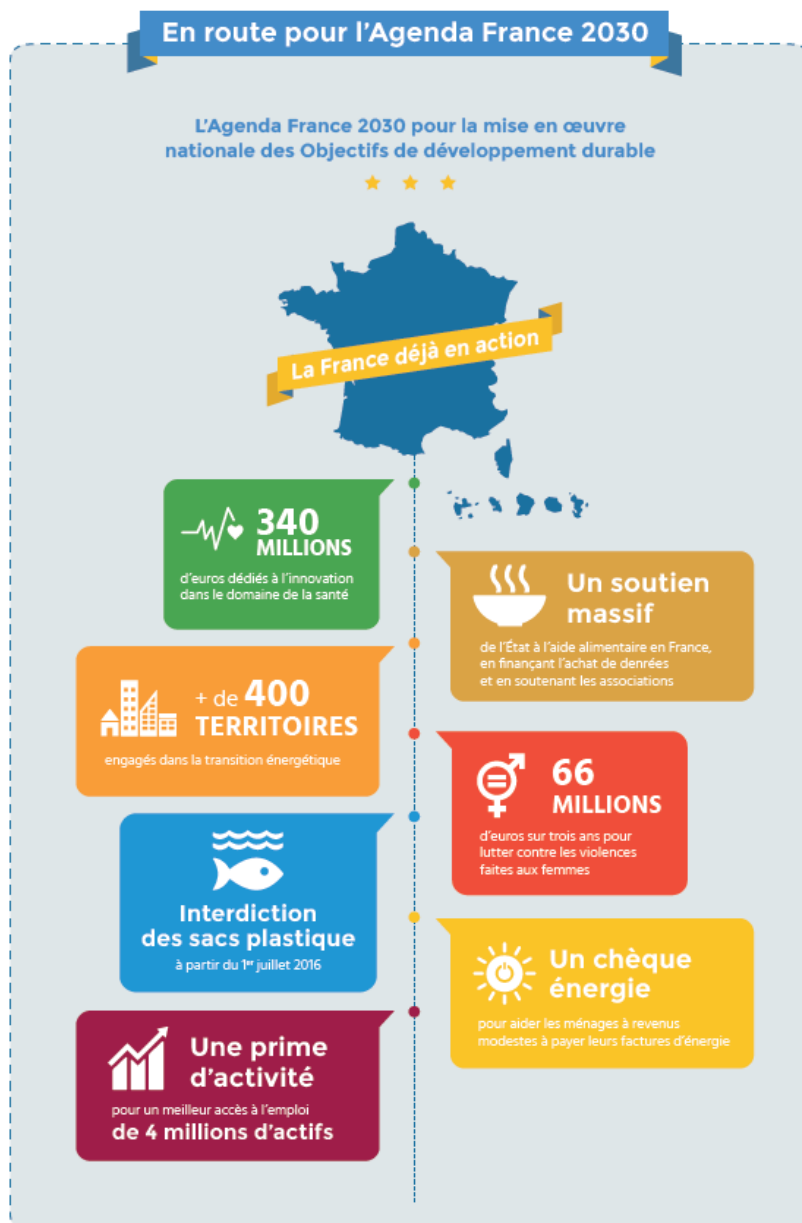 En route pour l'Agenda France 2030
L'Agenda France 2030 pour la mise en œuvre
nationale des Objectifs de développement durable
La France déjà en action
340
MILLIONS
d'euros dédiés à l'innovation
dans le domaine de la santé
Un soutien
massif
de l'État à l'aide alimentaire en France,
en finançant l'achat de denrées
et en soutenant les associations
+ de 400
TERRITOIRES
engagés dans la transition énergétique
66
MILLIONS
d'euros sur trois ans pour
lutter contre les violences
faites aux femmes
Interdiction
des sacs plastique
à partir du 1er juillet 2016
Un chèque
énergie
pour aider les ménages à revenus
modestes à payer leurs factures d'énergie
Une prime
d'activité
pour un meilleur accès à l'emploi
de 4 millions d'actifs